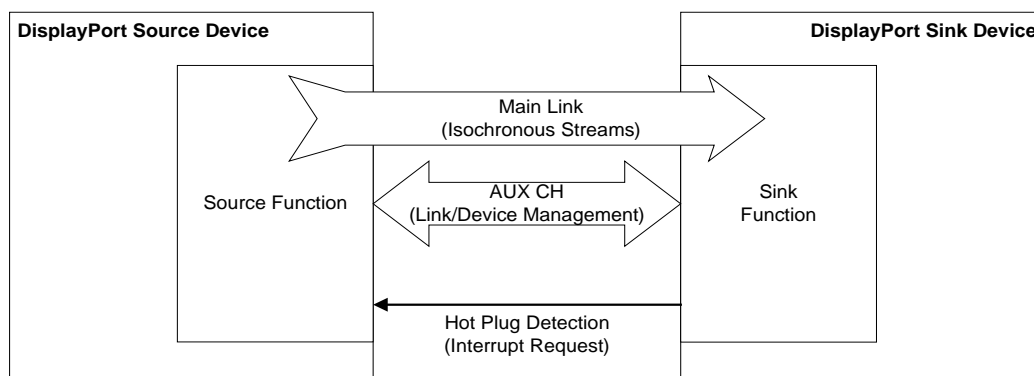 DisplayPort Source Device
DisplayPort Sink Device
Main Link
(Isochronous Streams)
Source Function
AUX CH
(Link/Device Management)
Sink
Function
Hot Plug Detection
(Interrupt Request)